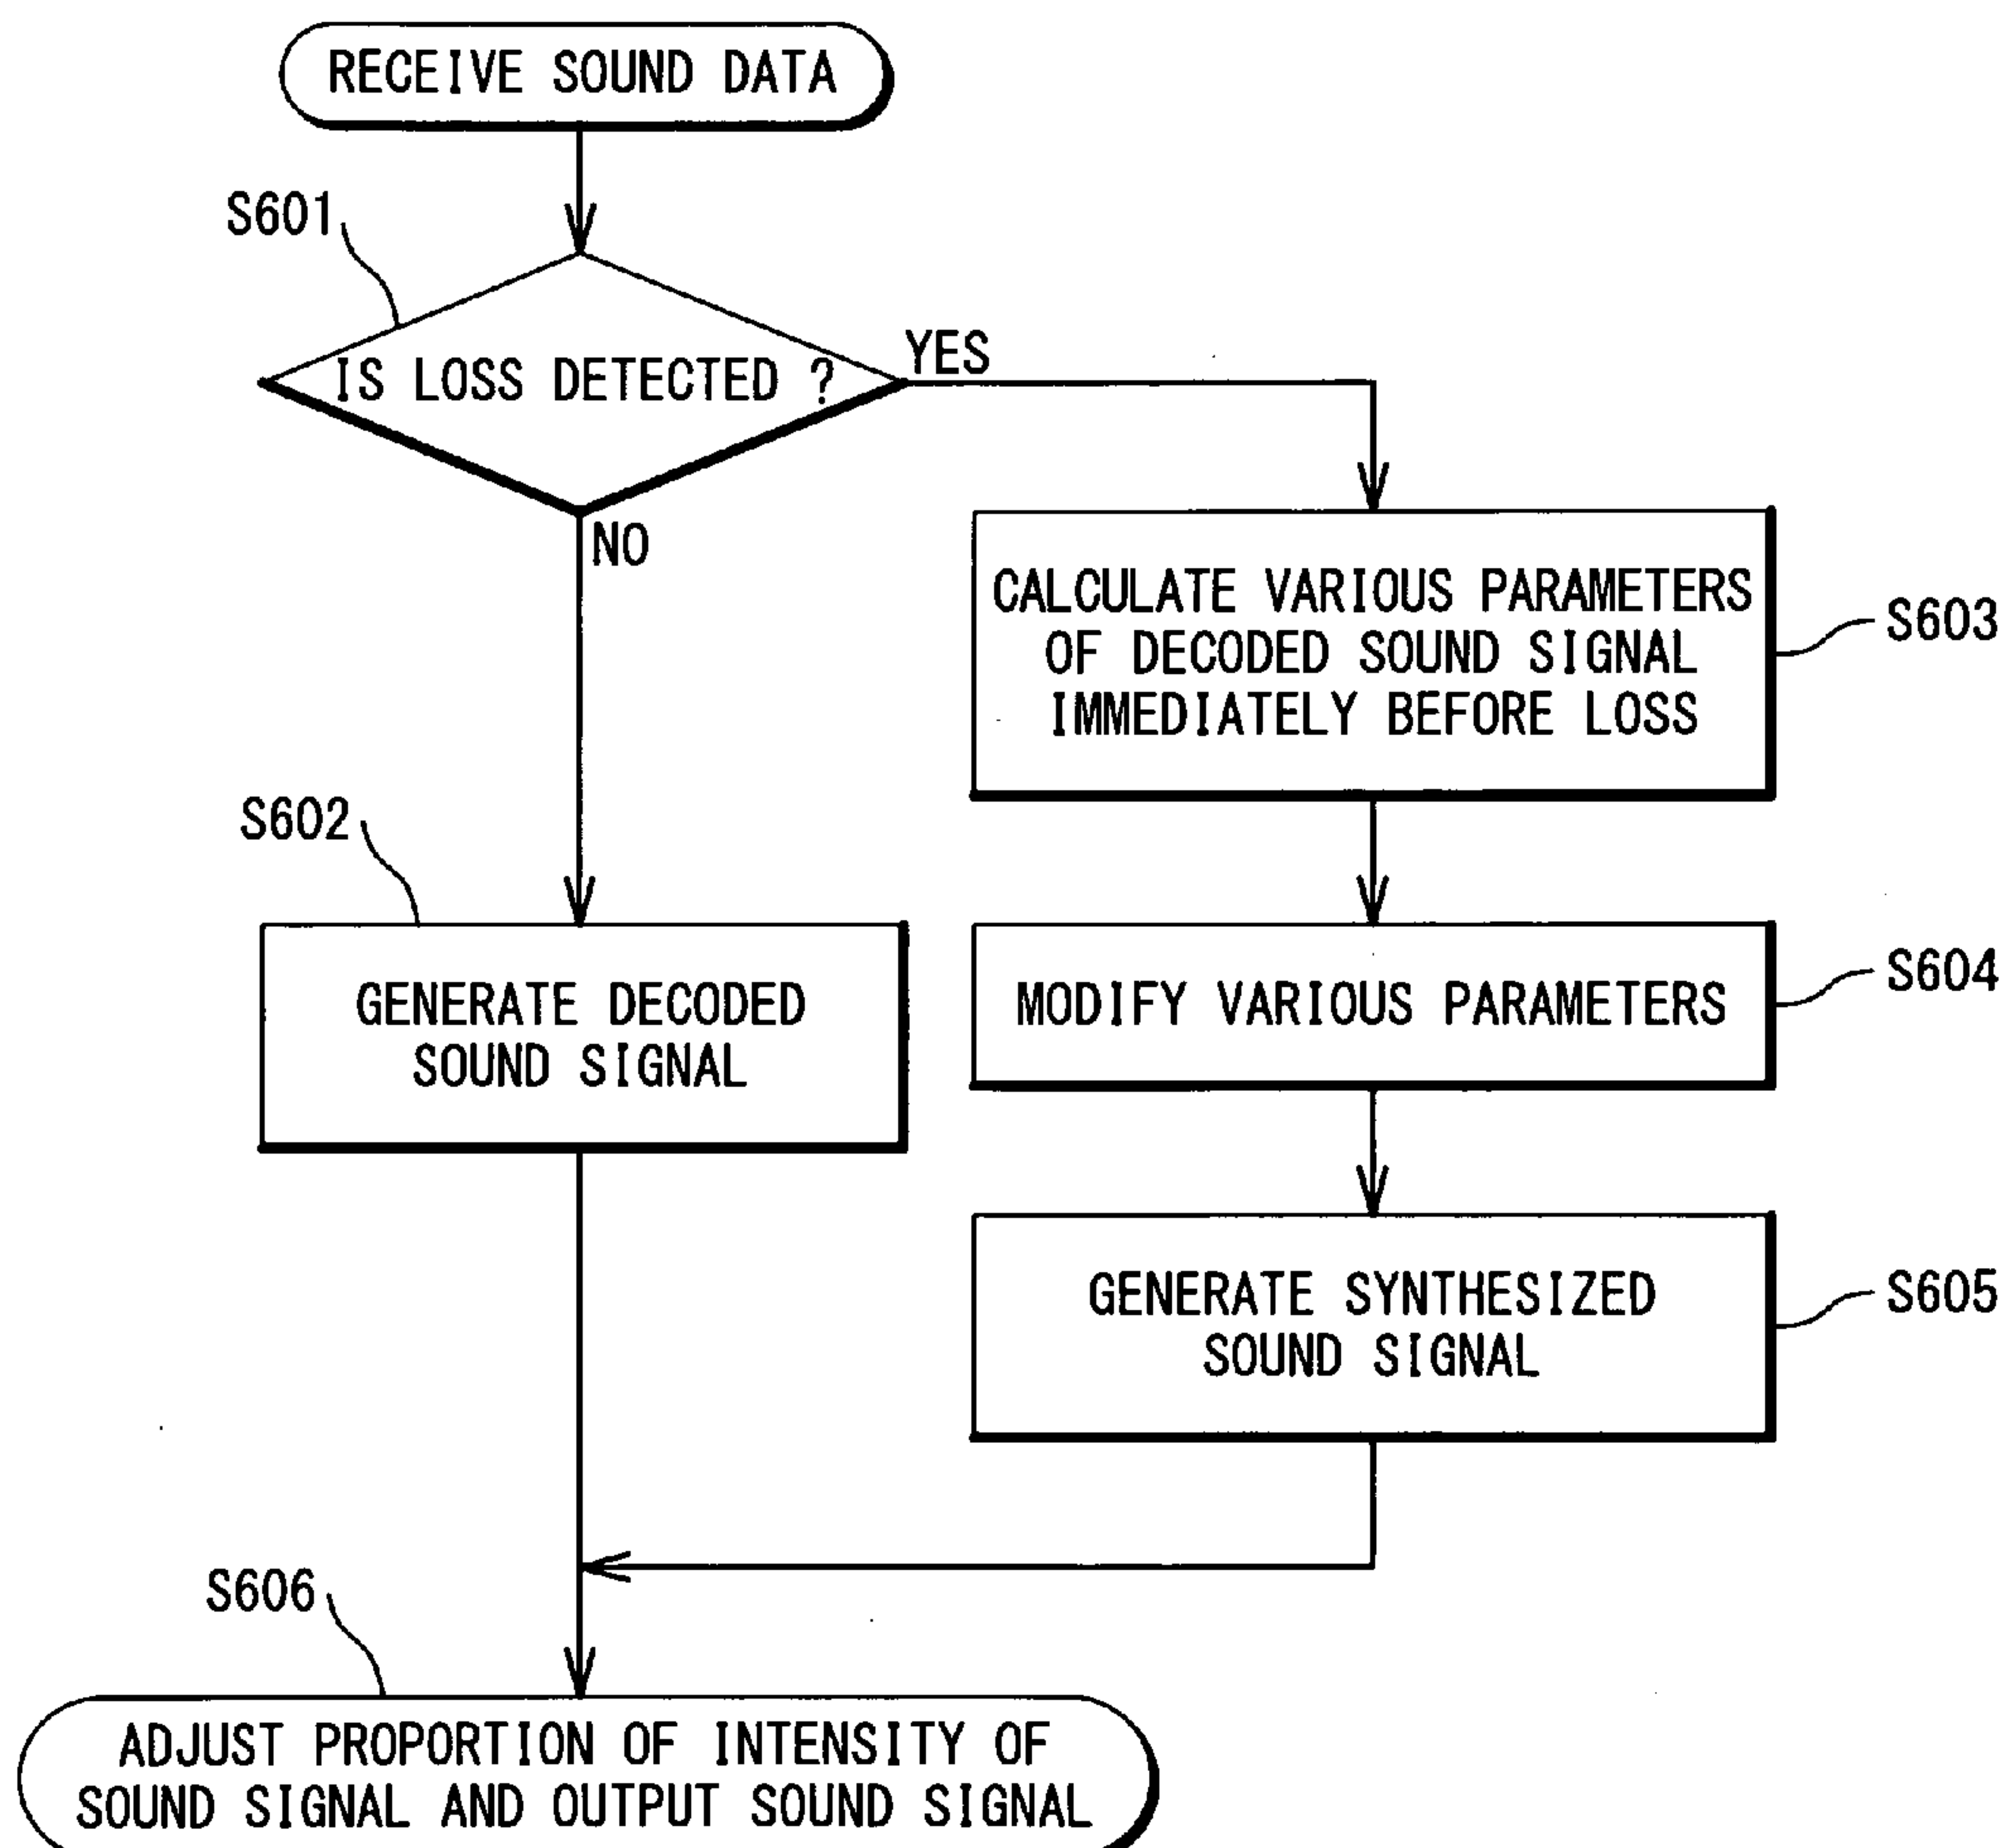 RECEIVE SOUND DATA
S601
IS LOSS DETECTED ?
YES
NO
CALCULATE VARIOUS PARAMETERS
OF DECODED SOUND SIGNAL
IMMEDIATELY BEFORE LOSS
S603
S602
GENERATE DECODED
SOUND SIGNAL
MODIFY VARIOUS PARAMETERS
S604
GENERATE SYNTHESIZED
SOUND SIGNAL
S605
S606
ADJUST PROPORTION OF INTENSITY OF
SOUND SIGNAL AND OUTPUT SOUND SIGNAL